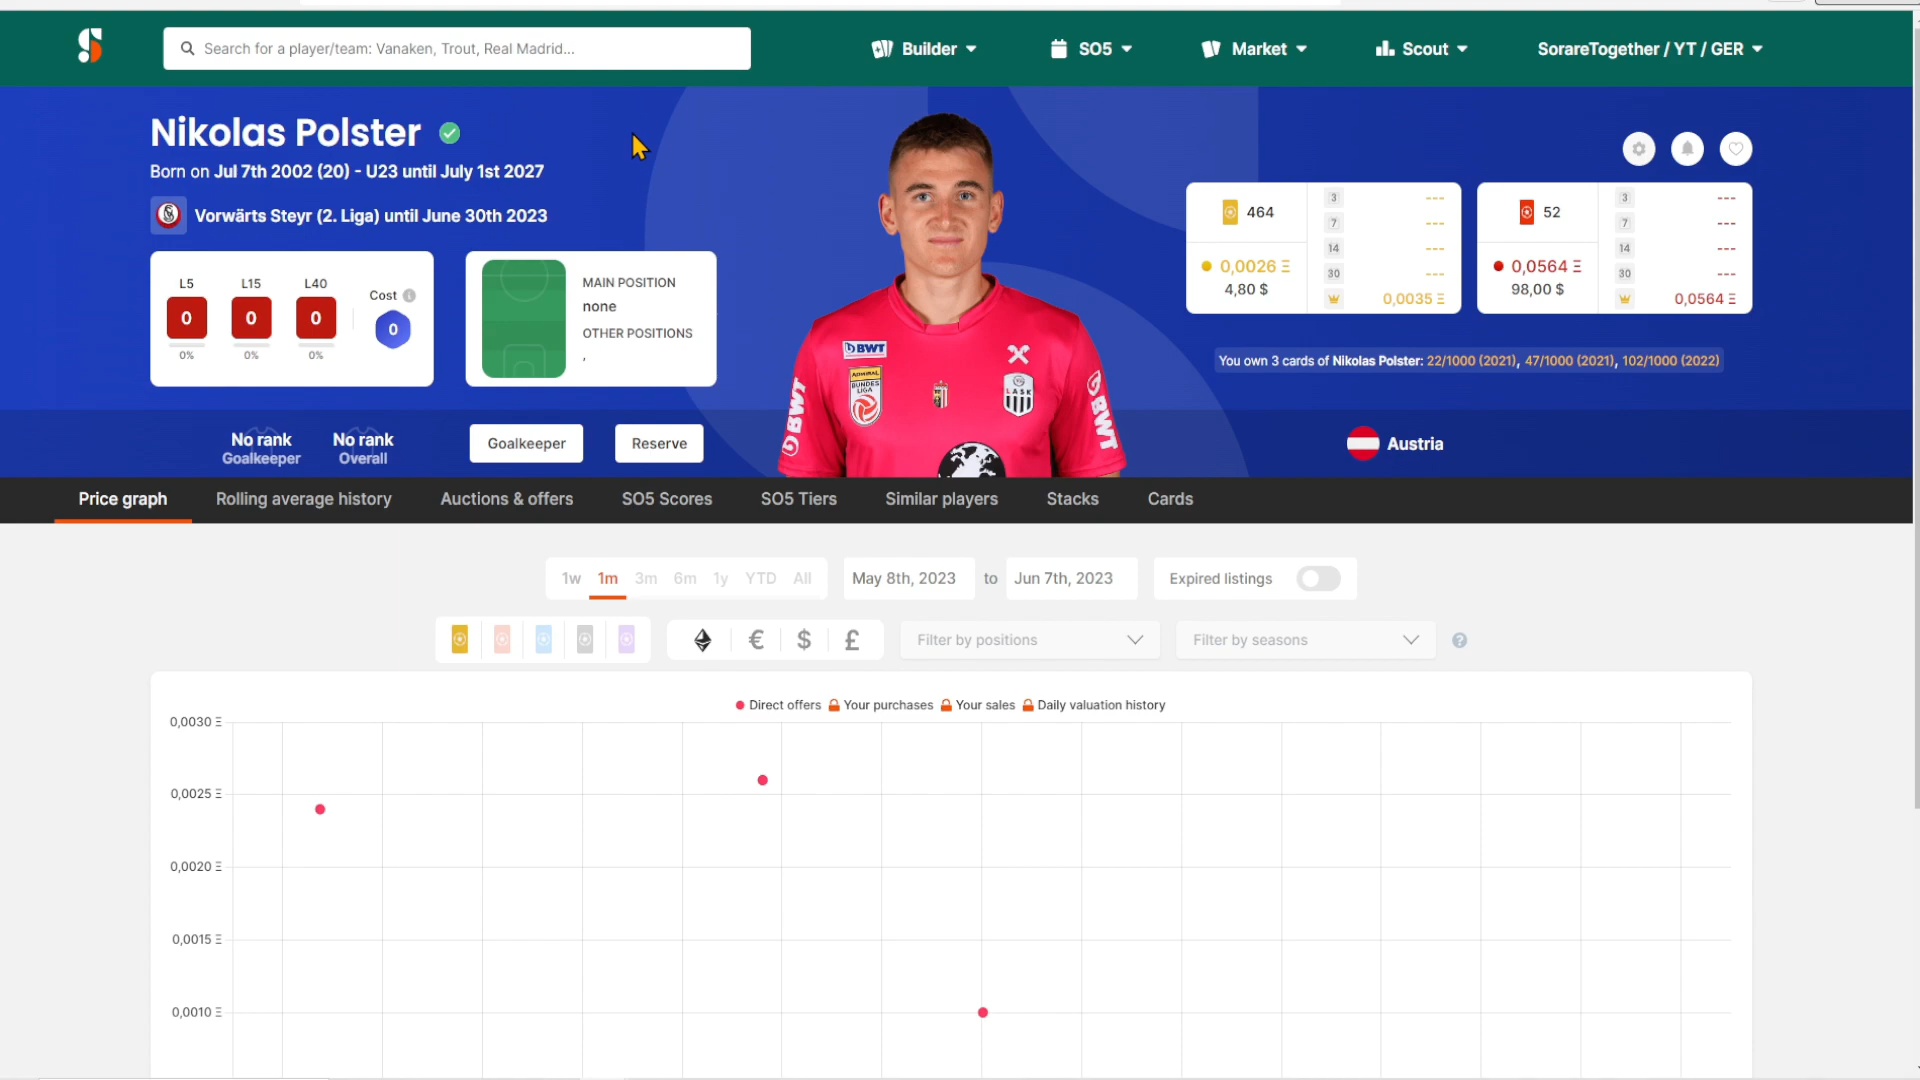 Search for a player/team: Vanaken, Trout, Real Madrid...
Builder
SO5
Market
Scout
SorareTogether / YT / GER
Nikolas Polster
Born on Jul 7th 2002 (20) - U23 until July 1st 2027
Vorwärts Steyr (2. Liga) until June 30th 2023
L5 L15 L40
Cost
0 0 0 0
0% 0% 0%
MAIN POSITION
none
OTHER POSITIONS
,
464
0,0026 Ξ
4,80 $
3 ---
7 ---
14 ---
30 ---
0,0035 Ξ
52
0,0564 Ξ
98,00 $
3 ---
7 ---
14 ---
30 ---
0,0564 Ξ
You own 3 cards of Nikolas Polster: 22/1000 (2021), 47/1000 (2021), 102/1000 (2022)
BWT
ADMIRAL
BUNDES
LIGA
LASK
BWT
BWT
No rank
Goalkeeper
No rank
Overall
Goalkeeper
Reserve
Austria
Price graph
Rolling average history
Auctions & offers
SO5 Scores
SO5 Tiers
Similar players
Stacks
Cards
1w 1m 3m 6m 1y YTD All
May 8th, 2023 to Jun 7th, 2023
Expired listings
€ $ £
Filter by positions
Filter by seasons
?
Direct offers Your purchases Your sales Daily valuation history
0,0030 Ξ
0,0025 Ξ
0,0020 Ξ
0,0015 Ξ
0,0010 Ξ